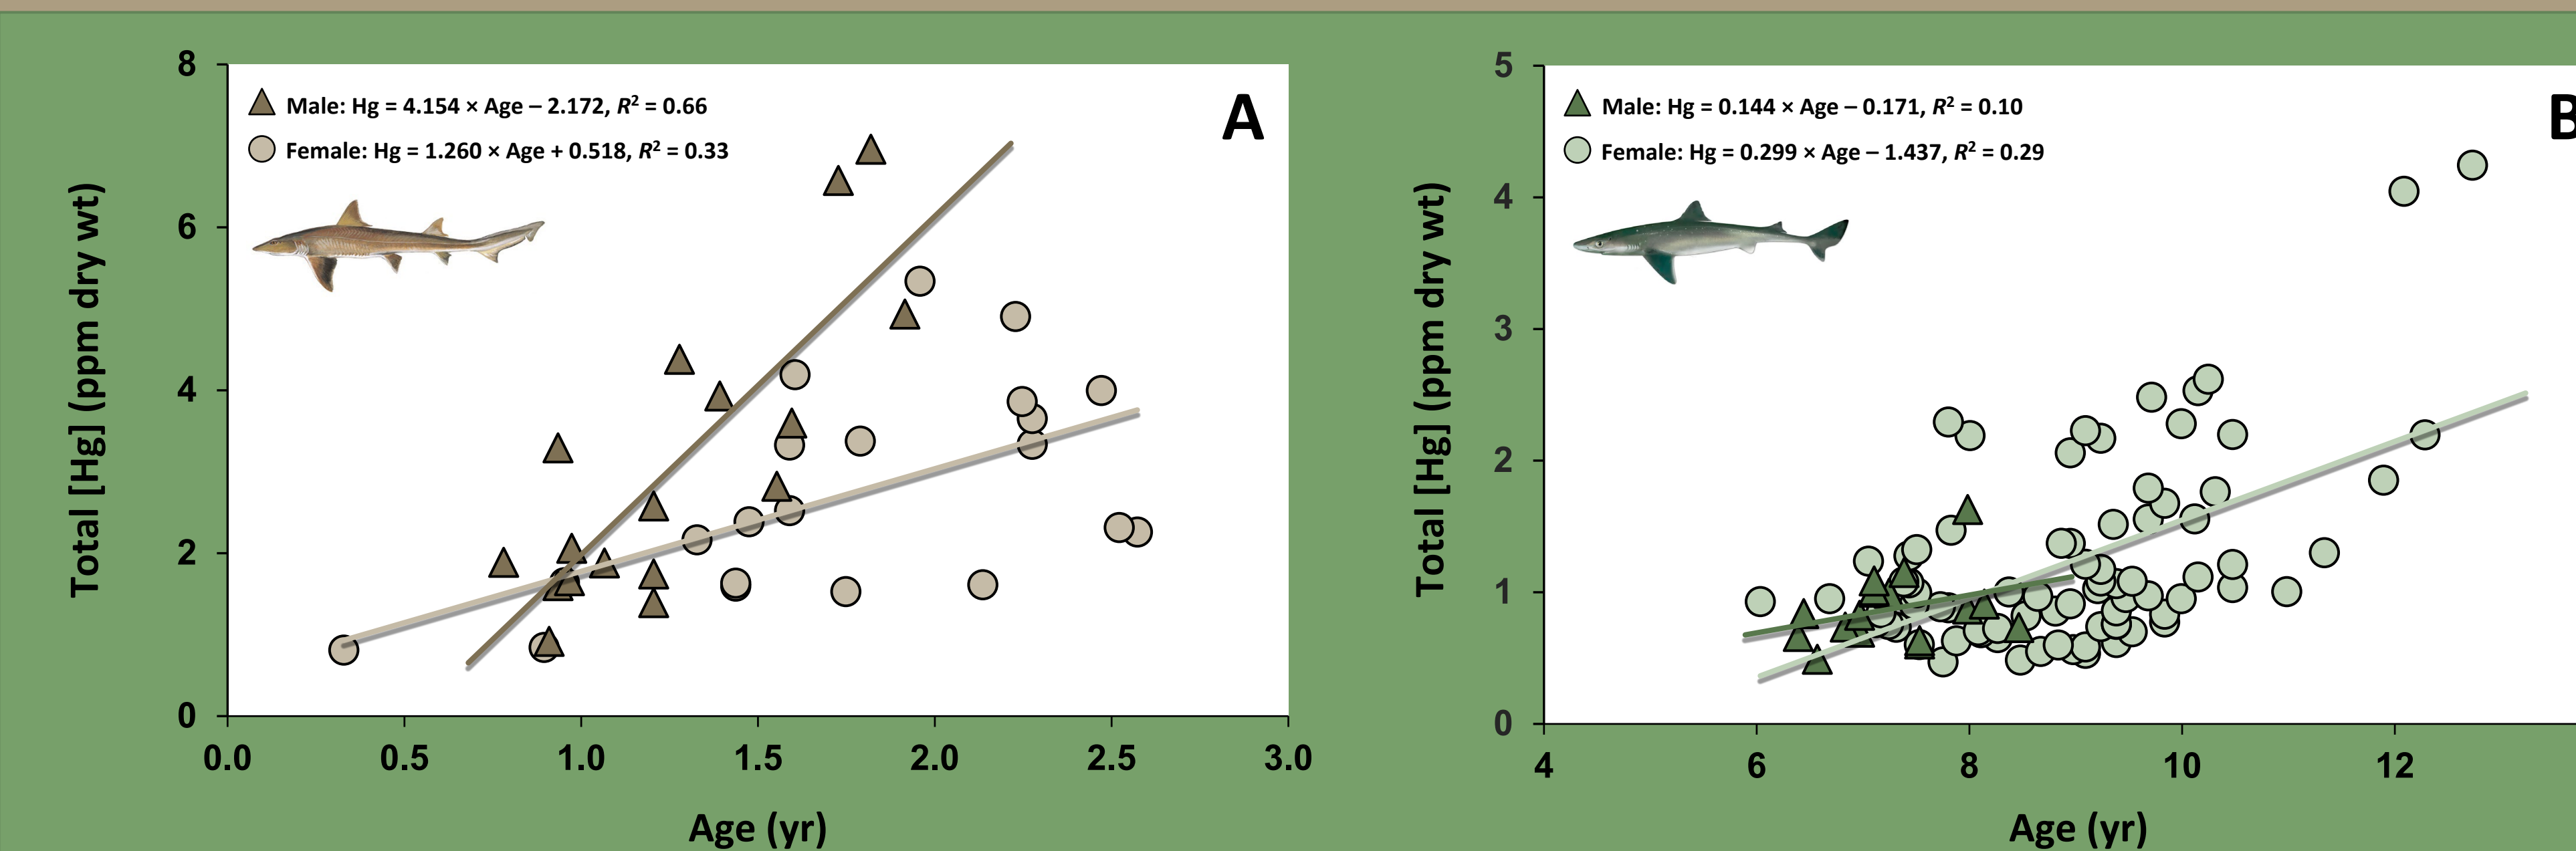 8
6
4
2
0
Total [Hg] (ppm dry wt)
Male: Hg = 4.154 × Age – 2.172, R² = 0.66
Female: Hg = 1.260 × Age + 0.518, R² = 0.33
A
0.0 0.5 1.0 1.5 2.0 2.5 3.0
Age (yr)
5
4
3
2
1
0
Total [Hg] (ppm dry wt)
Male: Hg = 0.144 × Age – 0.171, R² = 0.10
Female: Hg = 0.299 × Age – 1.437, R² = 0.29
B
4 6 8 10 12
Age (yr)